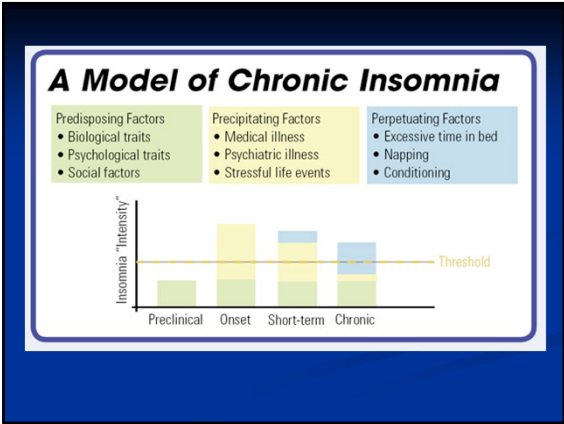 A Model of Chronic Insomnia
Predisposing Factors
• Biological traits
• Psychological traits
• Social factors
Precipitating Factors
• Medical illness
• Psychiatric illness
• Stressful life events
Perpetuating Factors
• Excessive time in bed
• Napping
• Conditioning
Insomnia "Intensity"
Threshold
Preclinical Onset Short-term Chronic